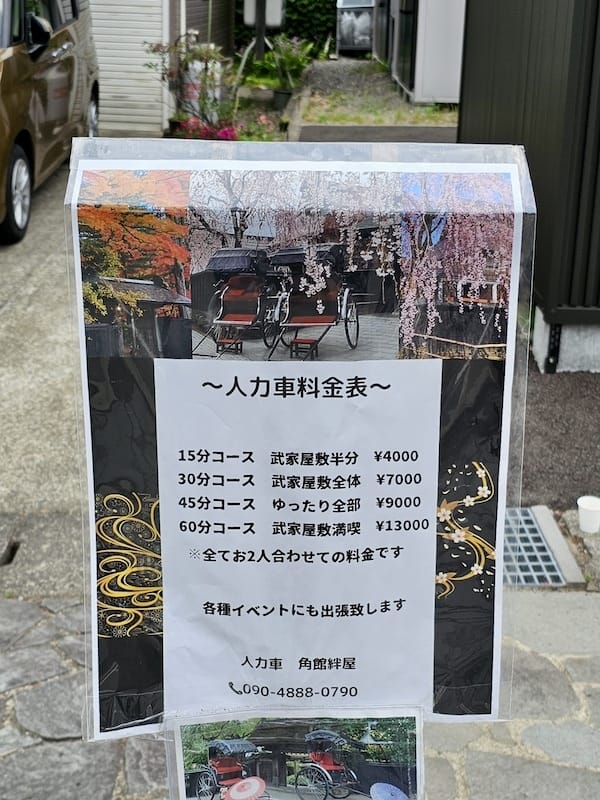 ～人力車料金表～
15分コース 武家屋敷半分 ¥4000
30分コース 武家屋敷全体 ¥7000
45分コース ゆったり全部 ¥9000
60分コース 武家屋敷満喫 ¥13000
※全てお2人合わせての料金です
各種イベントにも出張致します
人力車 角館絆屋
📞090-4888-0790